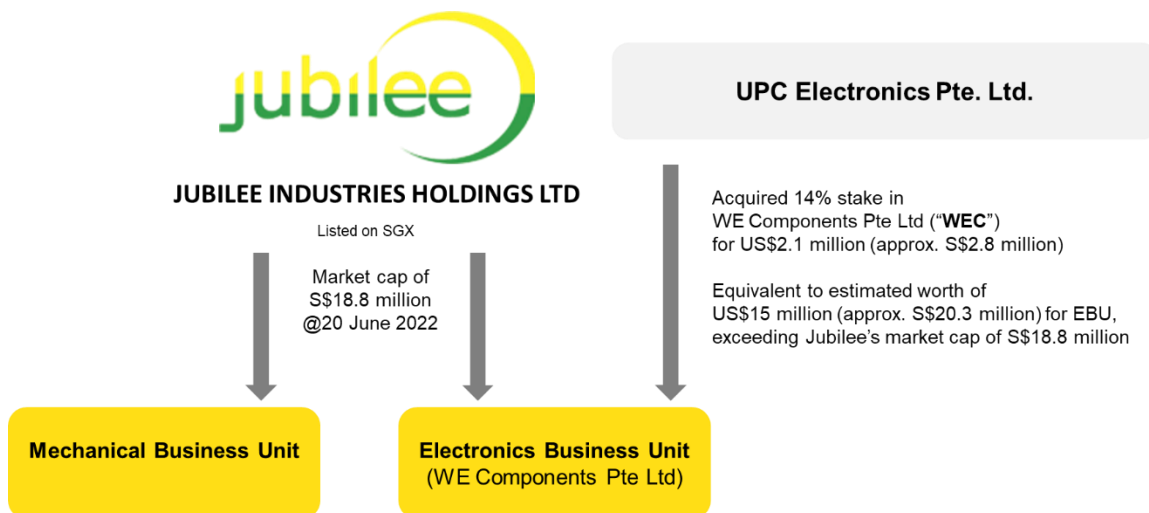 jubilee
JUBILEE INDUSTRIES HOLDINGS LTD
Listed on SGX
Market cap of
S$18.8 million
@20 June 2022
UPC Electronics Pte. Ltd.
Acquired 14% stake in
WE Components Pte Ltd (“WEC”)
for US$2.1 million (approx. S$2.8 million)
Equivalent to estimated worth of
US$15 million (approx. S$20.3 million) for EBU,
exceeding Jubilee’s market cap of S$18.8 million
Mechanical Business Unit
Electronics Business Unit
(WE Components Pte Ltd)